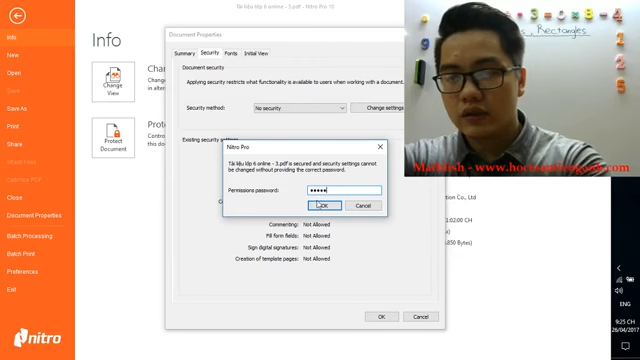 Tài liệu lớp 6 online - 3.pdf - Nitro Pro 10
Info
New
Open
Save
Save As
Print
Share
Close
Document Properties
Batch Processing
Batch Print
Preferences
Exit
nitro
Info
Change
View
Protect
Document
Document Properties
Summary
Security
Fonts
Initial View
Document security
Applying security restricts what functionality is available to users when working with a document.
Security method:
No security
Change settings
Existing security
Nitro Pro
Tài liệu lớp 6 online - 3.pdf is secured and security settings cannot
be changed without providing the correct password.
Permissions password:
•••••
OK
Cancel
Commenting: Not Allowed
Fill form fields: Not Allowed
Sign digital signatures: Not Allowed
Creation of template pages: Not Allowed
OK
Cancel
Rectangles
ction Co., Ltd
ENG
9:25 CH
26/04/2017